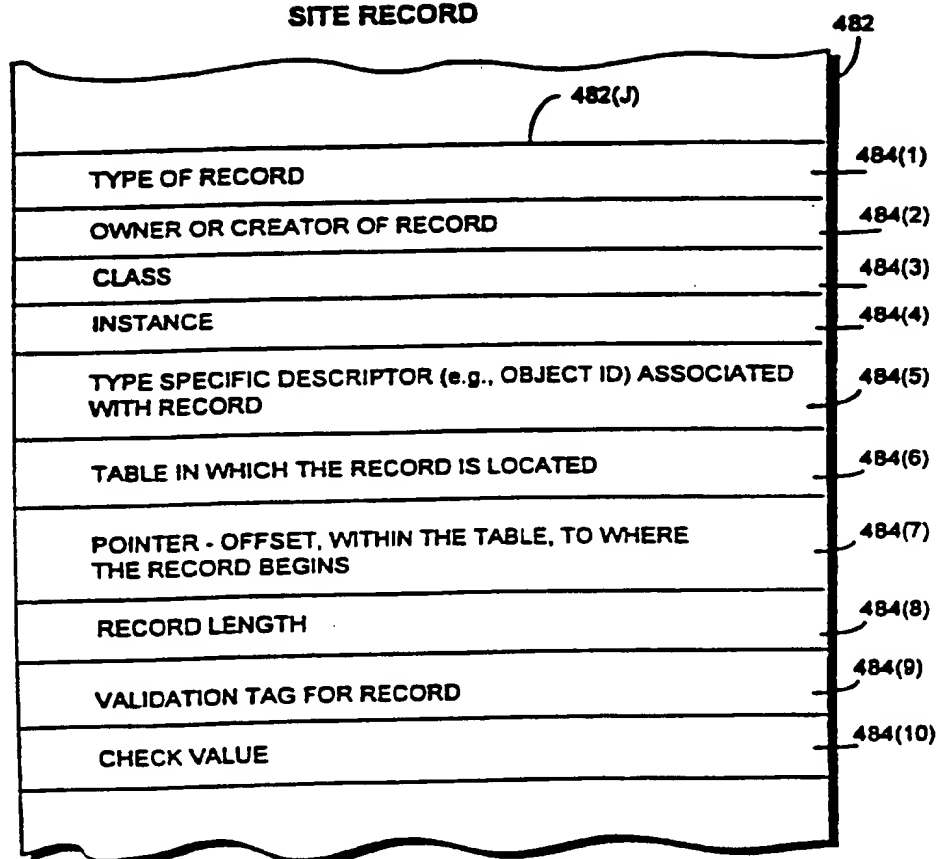 SITE RECORD
482
482(J)
TYPE OF RECORD
484(1)
OWNER OR CREATOR OF RECORD
484(2)
CLASS
484(3)
INSTANCE
484(4)
TYPE SPECIFIC DESCRIPTOR (e.g., OBJECT ID) ASSOCIATED
WITH RECORD
484(5)
TABLE IN WHICH THE RECORD IS LOCATED
484(6)
POINTER - OFFSET, WITHIN THE TABLE, TO WHERE
THE RECORD BEGINS
484(7)
RECORD LENGTH
484(8)
VALIDATION TAG FOR RECORD
484(9)
CHECK VALUE
484(10)